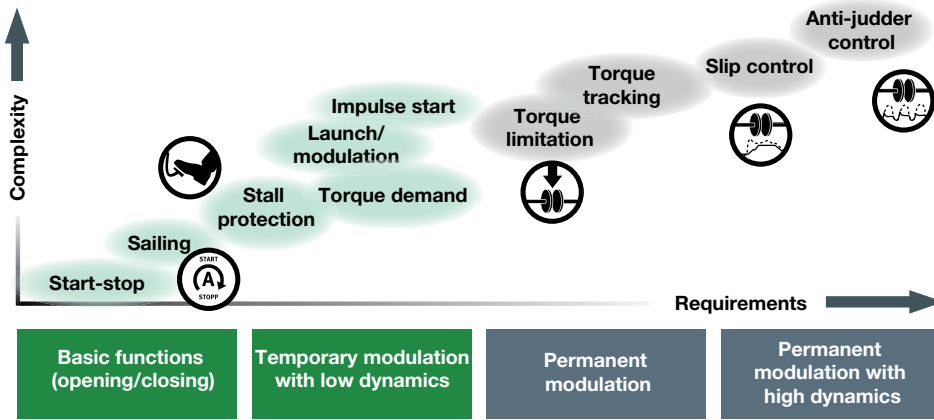 Anti-judder
control
Slip control
Torque
tracking
Impulse start
Torque
limitation
Launch/
modulation
Complexity
Stall
protection
Torque demand
Sailing
Start-stop
START
A
STOPP
Requirements
Basic functions
(opening/closing)
Temporary modulation
with low dynamics
Permanent
modulation
Permanent
modulation with
high dynamics